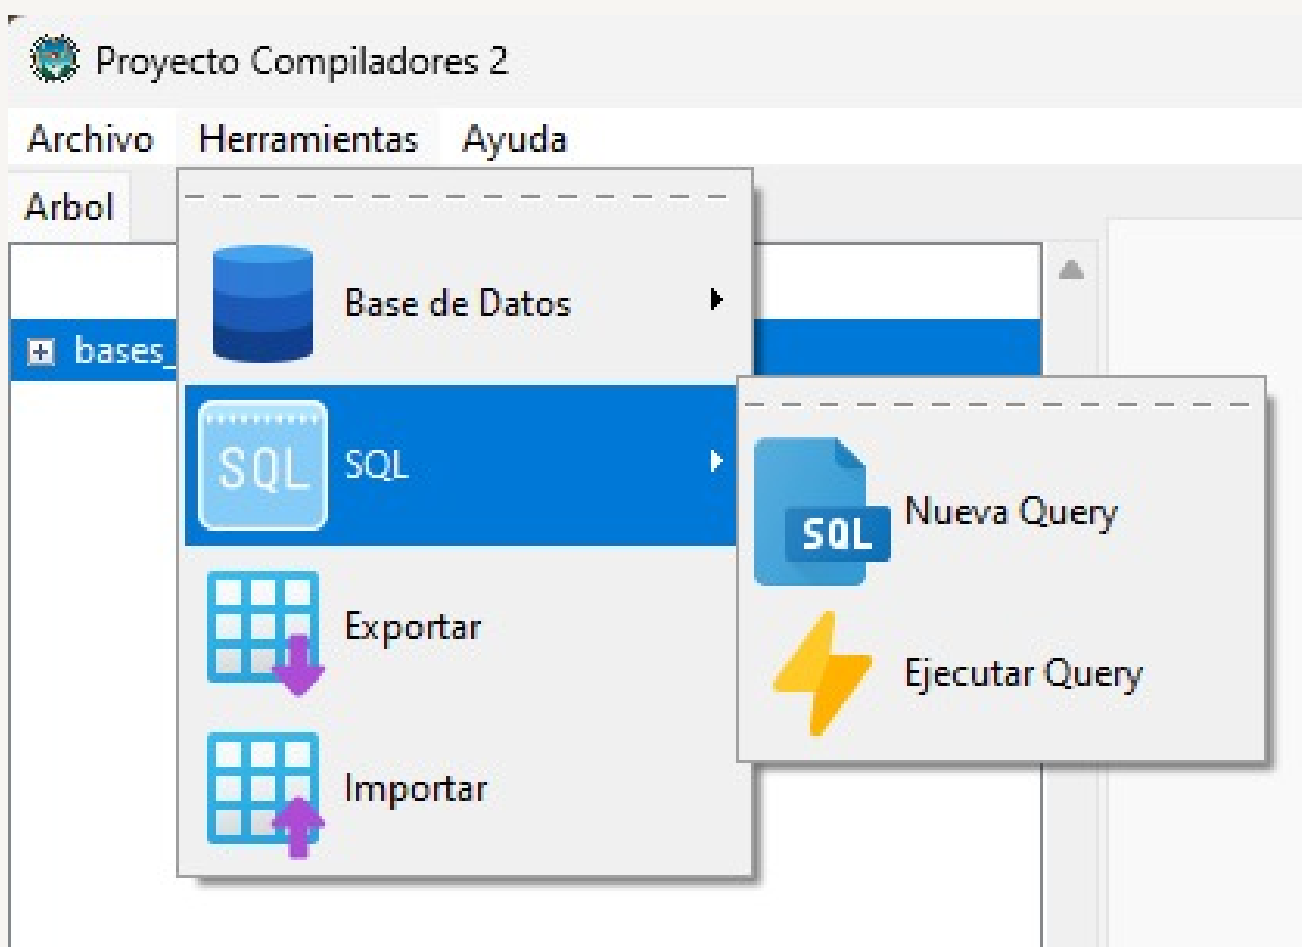 Proyecto Compiladores 2
Archivo Herramientas Ayuda
Arbol
Base de Datos
bases_
SQL
SQL
Nueva Query
SQL
Exportar
Ejecutar Query
Importar